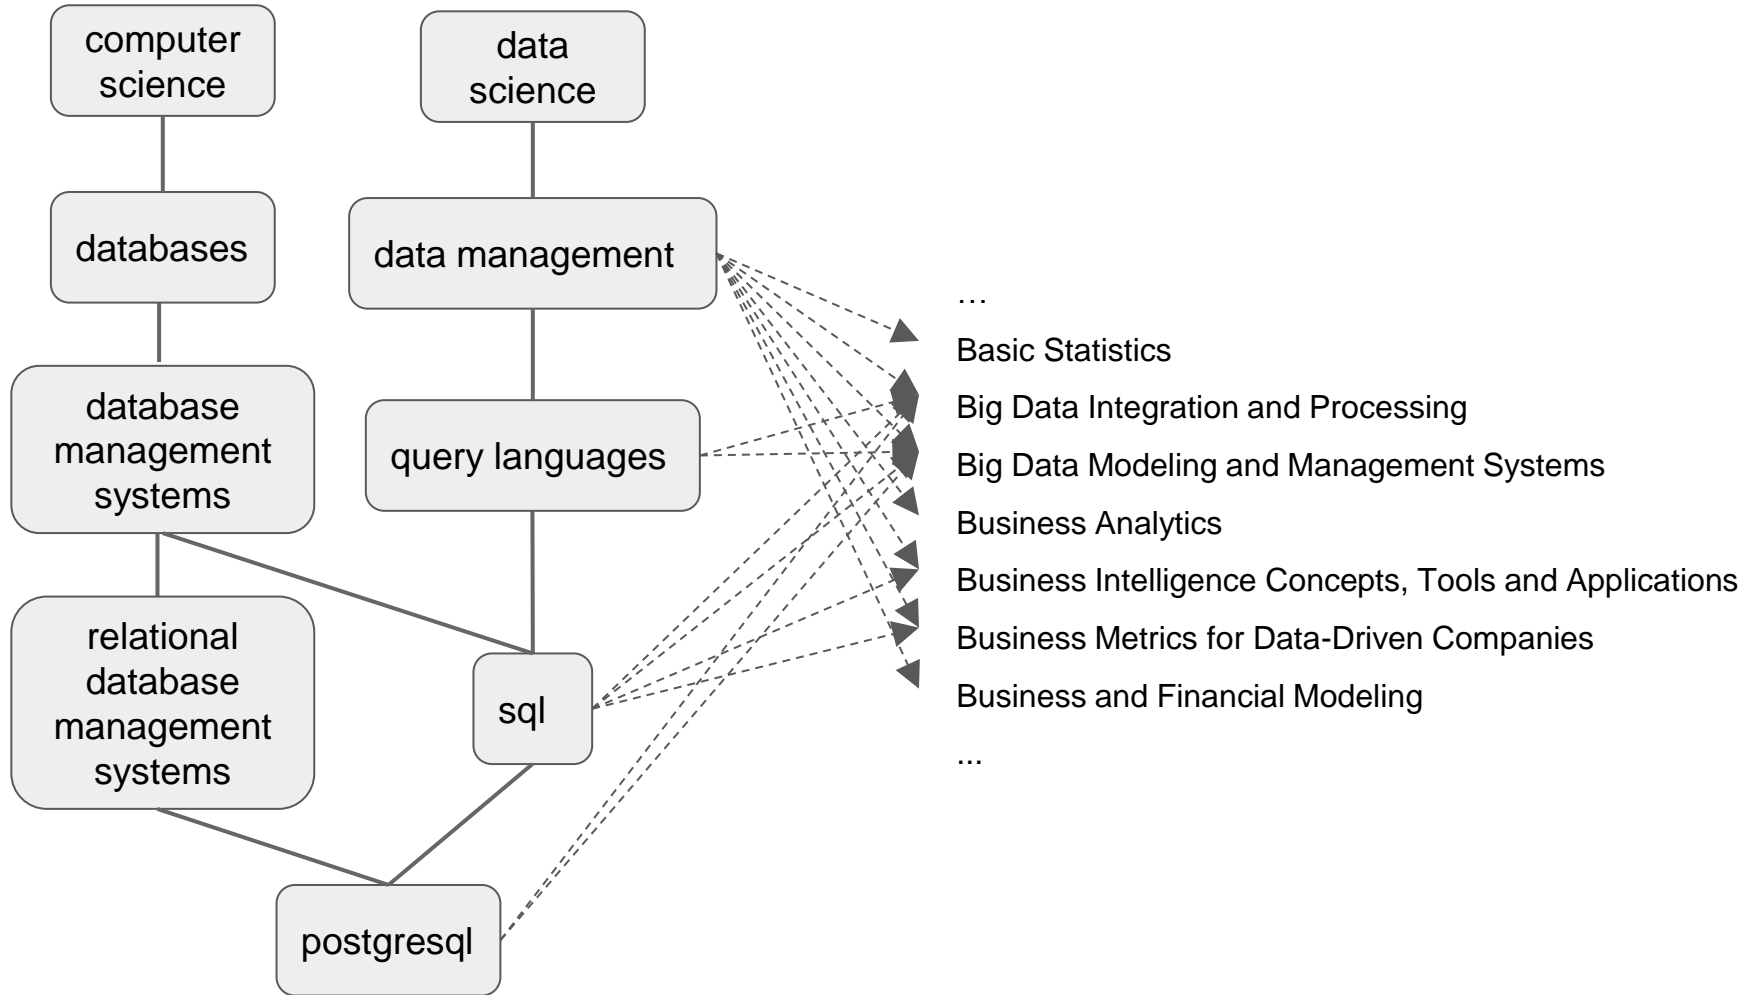 computer
science
data
science
databases
data management
database
management
systems
query languages
relational
database
management
systems
sql
postgresql
…
Basic Statistics
Big Data Integration and Processing
Big Data Modeling and Management Systems
Business Analytics
Business Intelligence Concepts, Tools and Applications
Business Metrics for Data-Driven Companies
Business and Financial Modeling
...